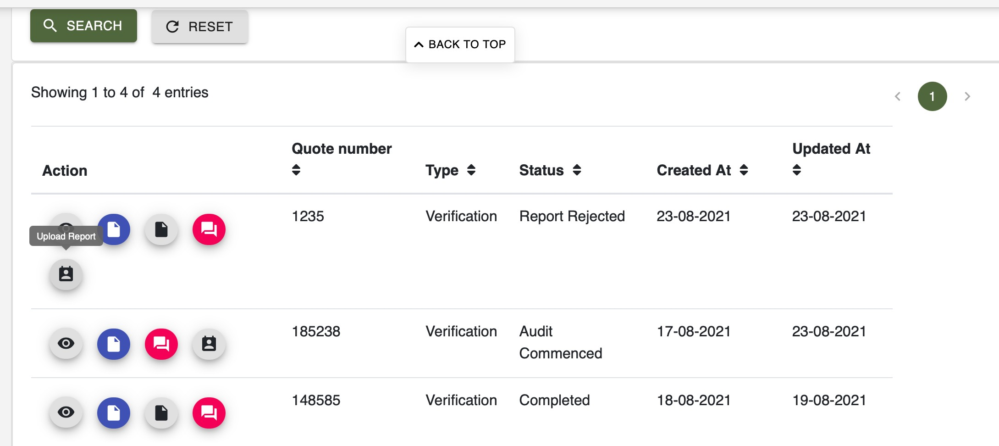 SEARCH
RESET
BACK TO TOP
Showing 1 to 4 of 4 entries
1
Action
Quote number
Type
Status
Created At
Updated At
1235
Verification
Report Rejected
23-08-2021
23-08-2021
Upload Report
185238
Verification
Audit
Commenced
17-08-2021
23-08-2021
148585
Verification
Completed
18-08-2021
19-08-2021